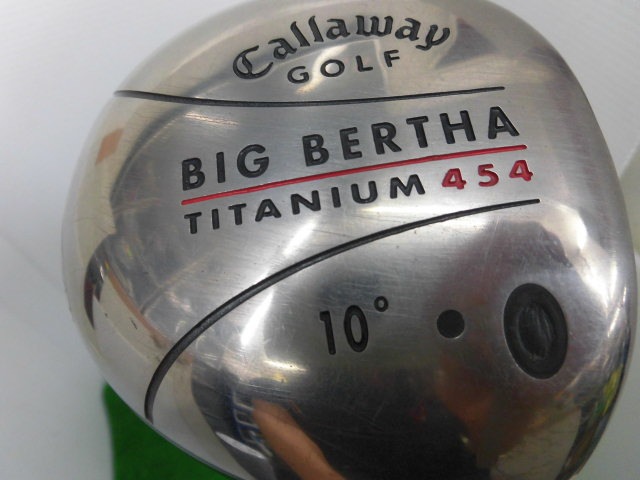 Callaway
GOLF
BIG BERTHA
TITANIUM 454
10°